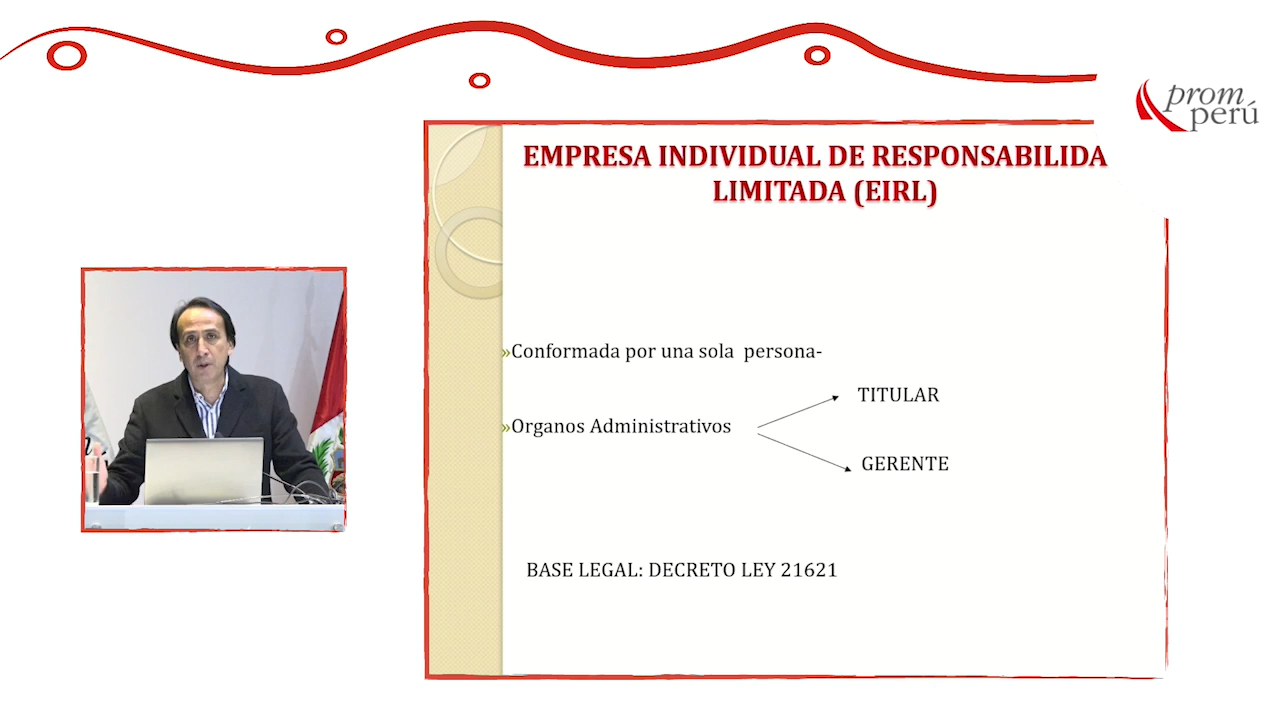 prom
perú
EMPRESA INDIVIDUAL DE RESPONSABILIDA
LIMITADA (EIRL)
»Conformada por una sola persona-
TITULAR
»Organos Administrativos
GERENTE
BASE LEGAL: DECRETO LEY 21621